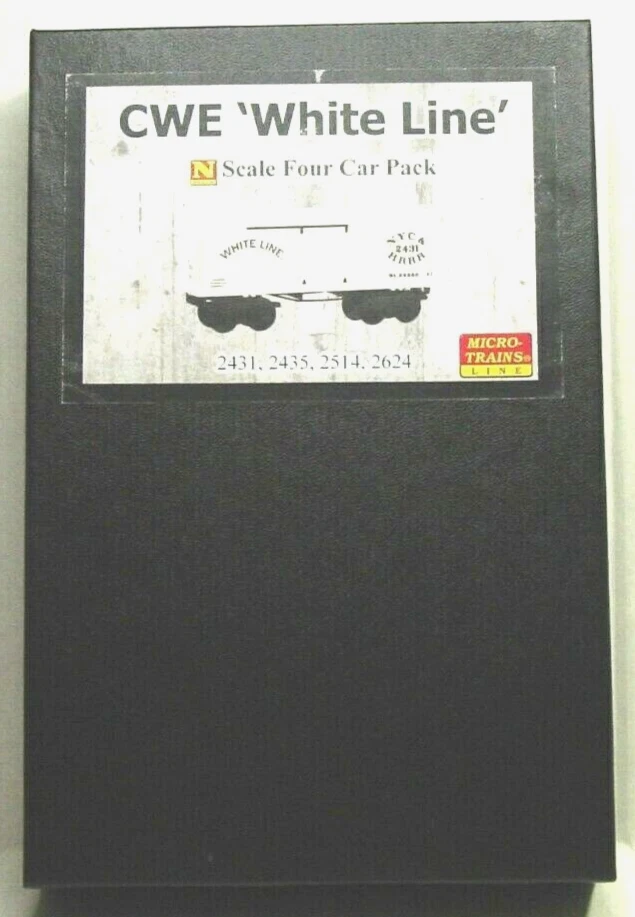 CWE ‘White Line’
N Scale Four Car Pack
WHITE LINE
NYC&
2431
HRRR
2431, 2435, 2514, 2624
MICRO-
TRAINS®
LINE